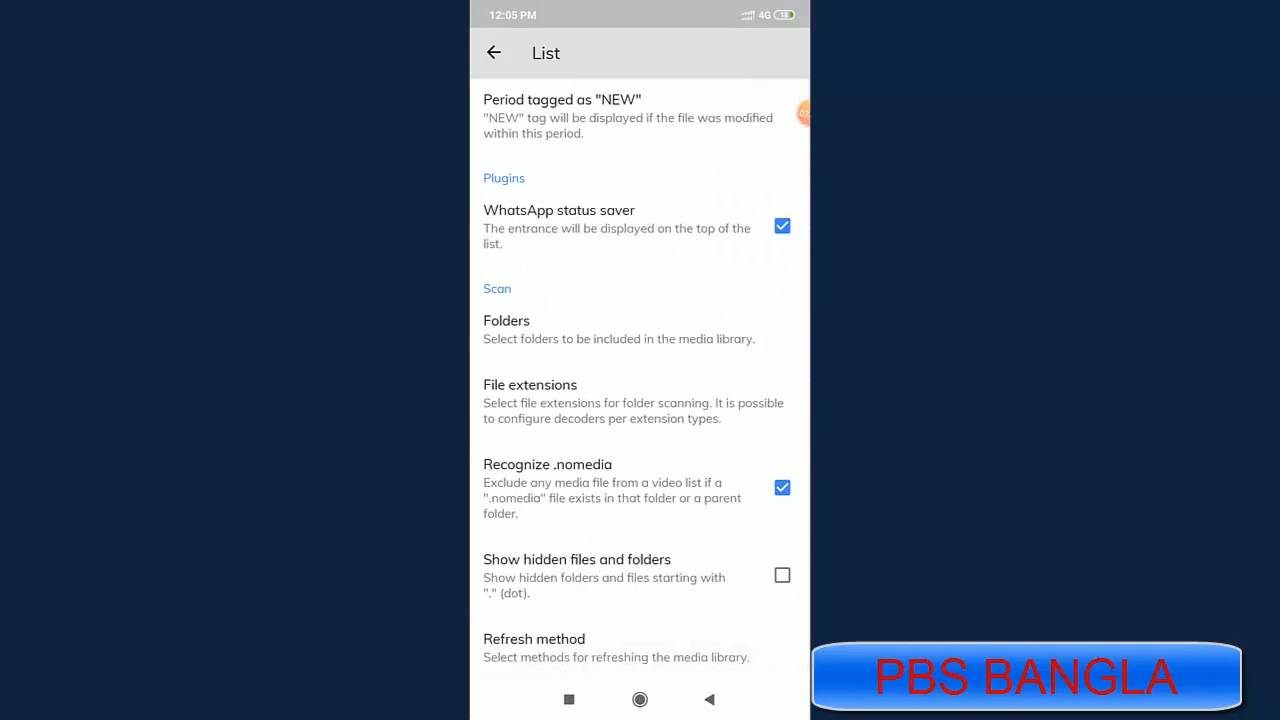 12:05 PM
4G 18
List
Period tagged as "NEW"
"NEW" tag will be displayed if the file was modified
within this period.
Plugins
WhatsApp status saver
The entrance will be displayed on the top of the
list.
Scan
Folders
Select folders to be included in the media library.
File extensions
Select file extensions for folder scanning. It is possible
to configure decoders per extension types.
Recognize .nomedia
Exclude any media file from a video list if a
".nomedia" file exists in that folder or a parent
folder.
Show hidden files and folders
Show hidden folders and files starting with
"." (dot).
Refresh method
Select methods for refreshing the media library.
PBS BANGLA